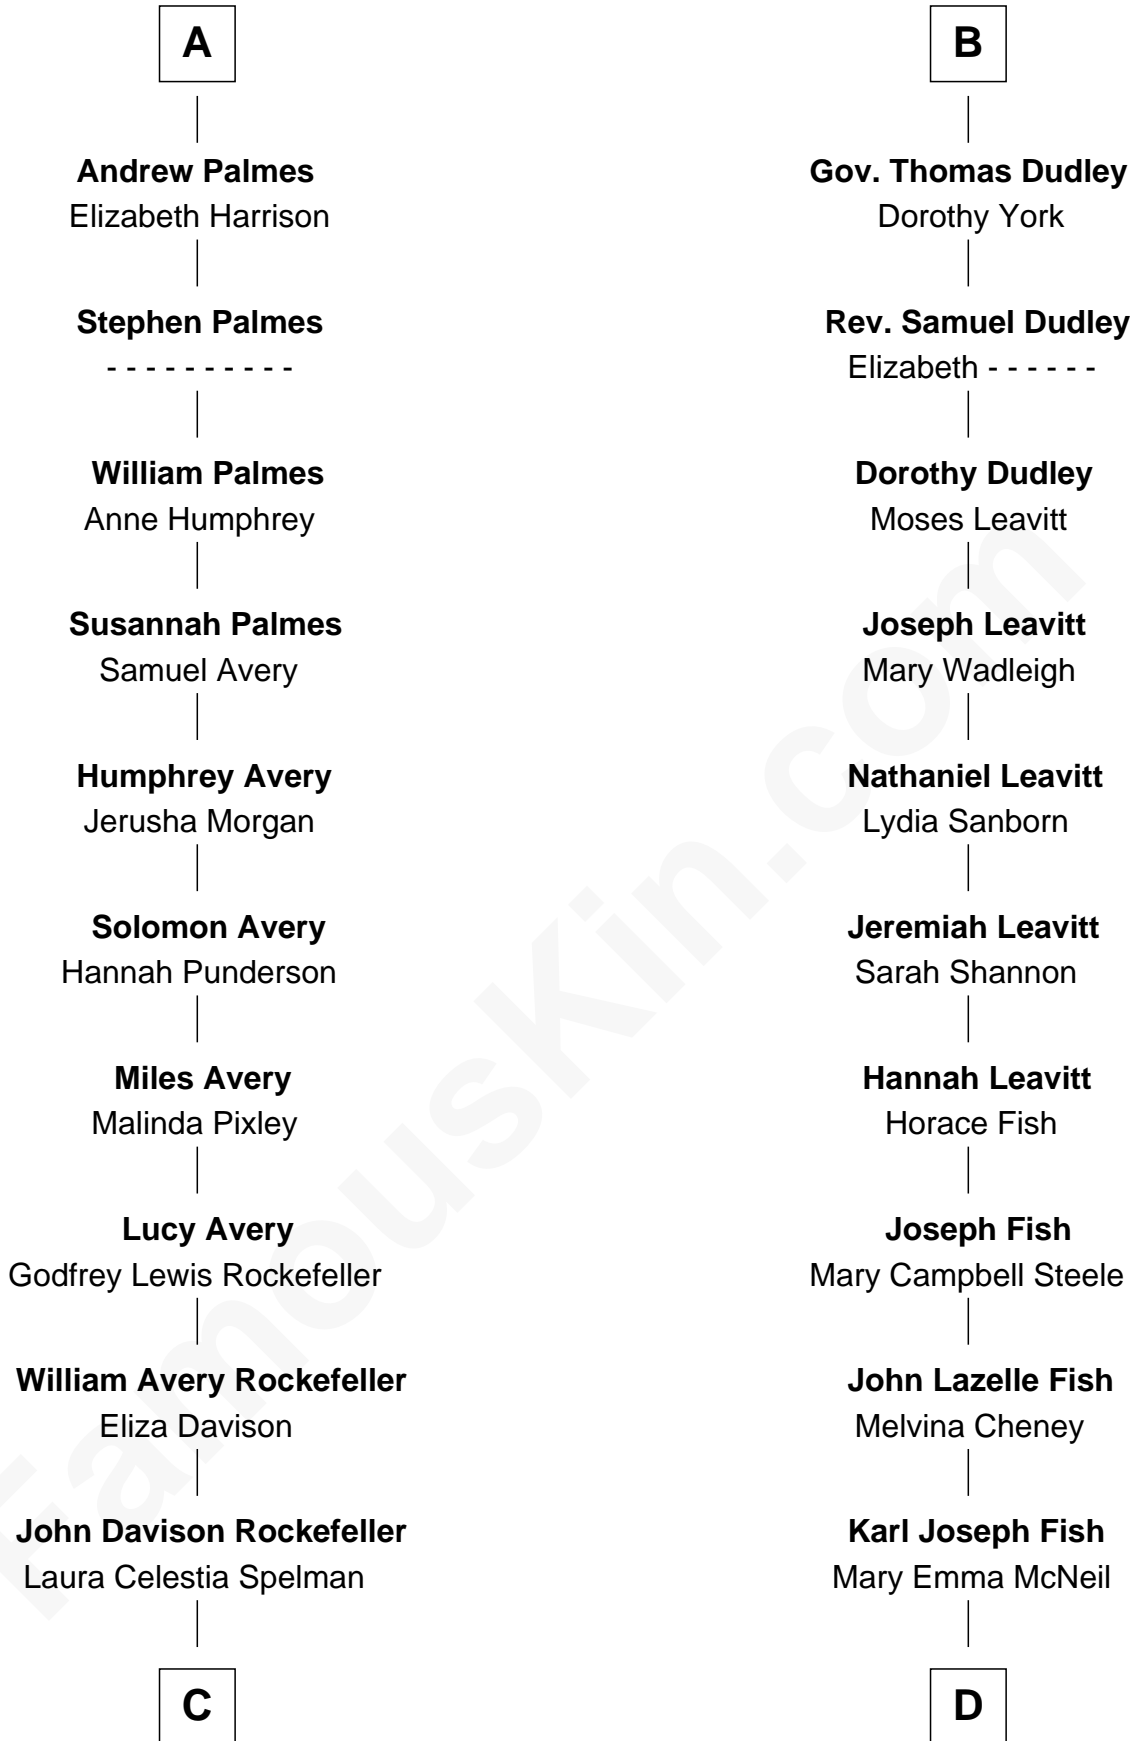 A
Andrew Palmes
Elizabeth Harrison
Stephen Palmes
- - - - - - - - - -
William Palmes
Anne Humphrey
Susannah Palmes
Samuel Avery
Humphrey Avery
Jerusha Morgan
Solomon Avery
Hannah Punderson
Miles Avery
Malinda Pixley
Lucy Avery
Godfrey Lewis Rockefeller
William Avery Rockefeller
Eliza Davison
John Davison Rockefeller
Laura Celestia Spelman
C
B
Gov. Thomas Dudley
Dorothy York
Rev. Samuel Dudley
Elizabeth - - - - - -
Dorothy Dudley
Moses Leavitt
Joseph Leavitt
Mary Wadleigh
Nathaniel Leavitt
Lydia Sanborn
Jeremiah Leavitt
Sarah Shannon
Hannah Leavitt
Horace Fish
Joseph Fish
Mary Campbell Steele
John Lazelle Fish
Melvina Cheney
Karl Joseph Fish
Mary Emma McNeil
D
FamousKin.com